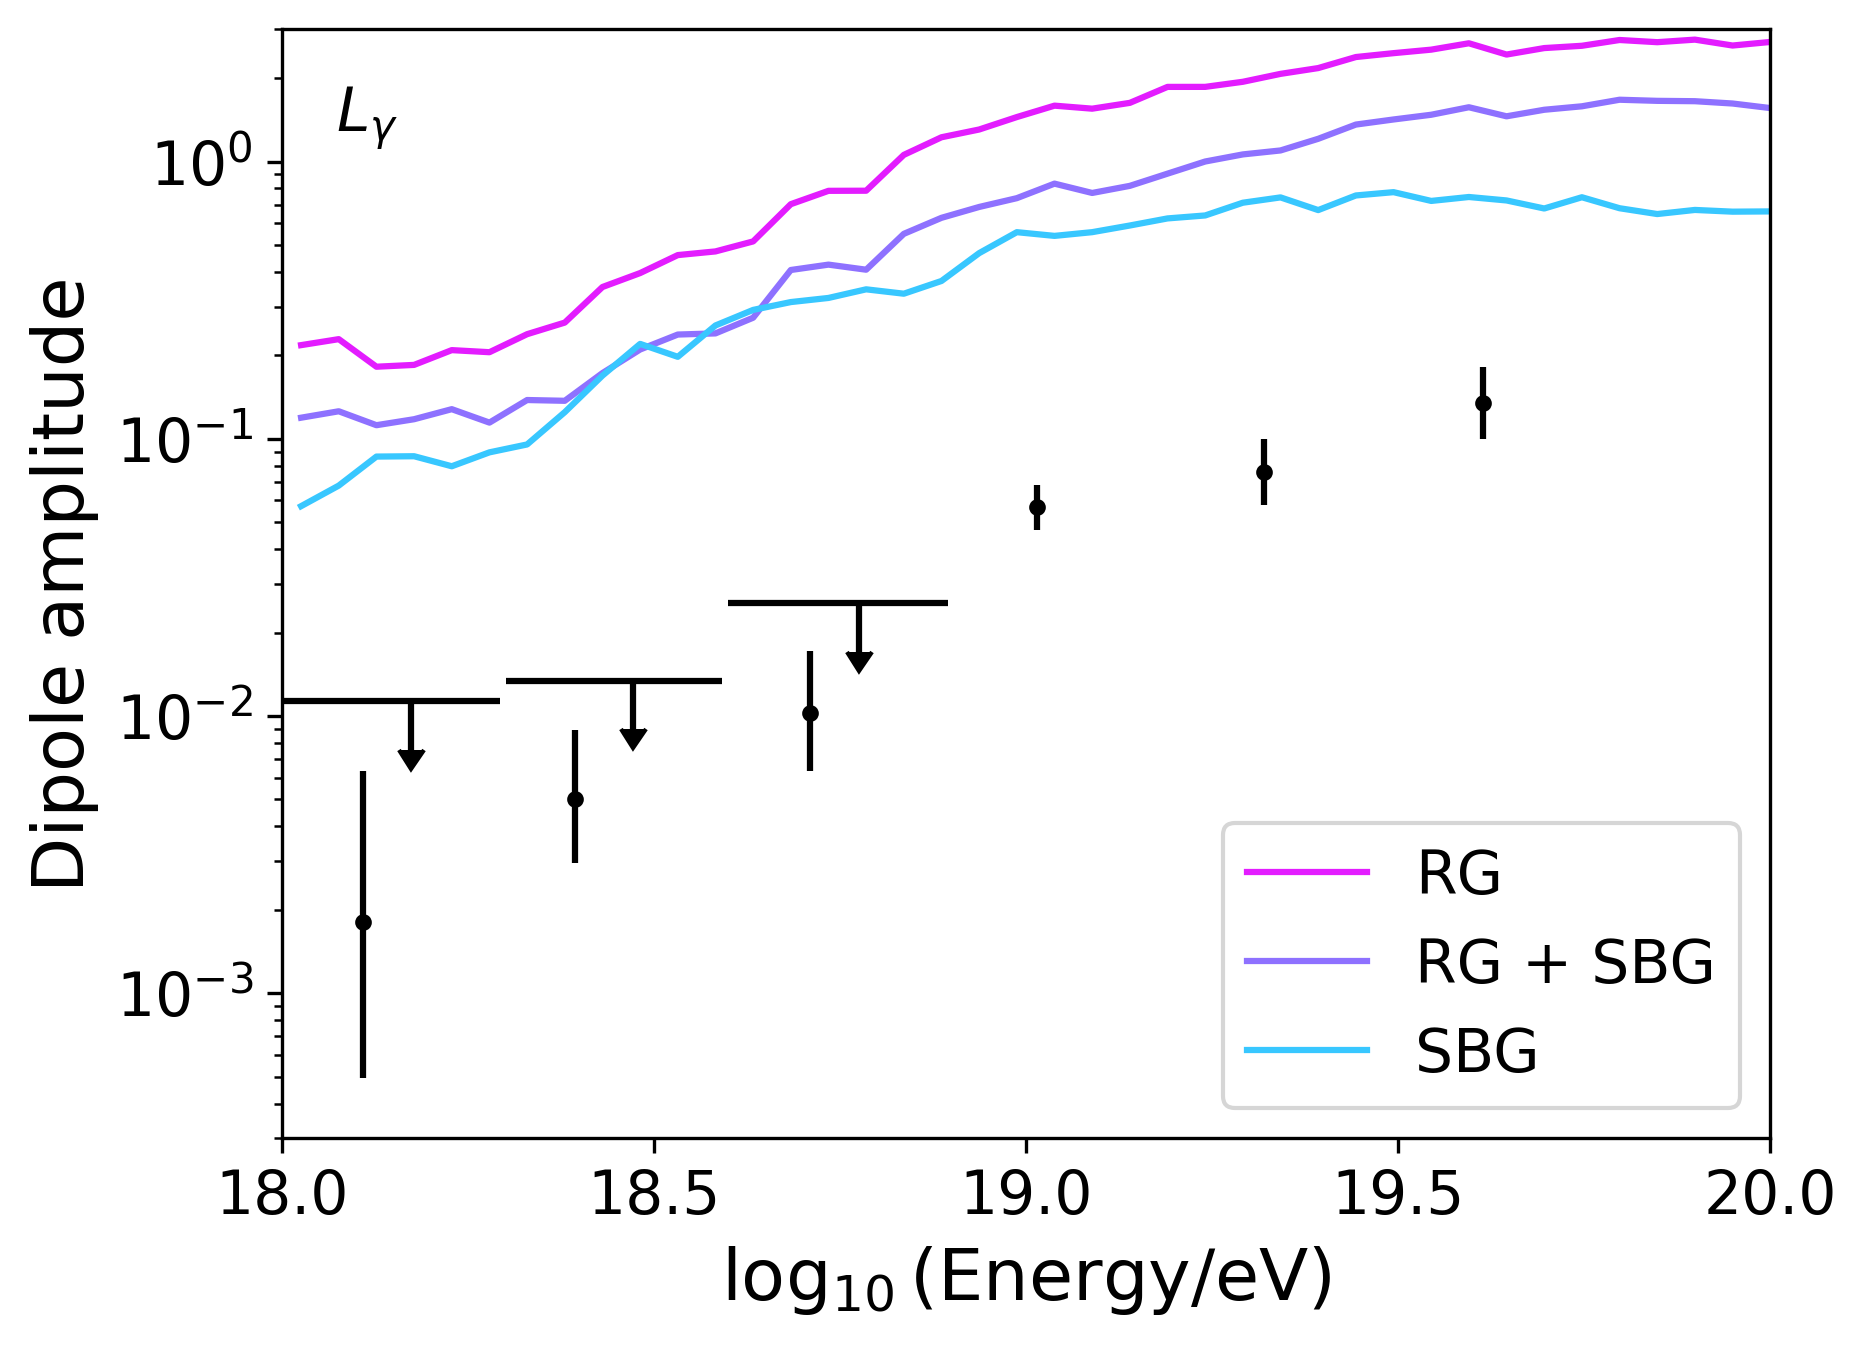 L_γ
10^0
10^−1
10^−2
10^−3
Dipole amplitude
RG
RG + SBG
SBG
18.0 18.5 19.0 19.5 20.0
log_10 (Energy/eV)